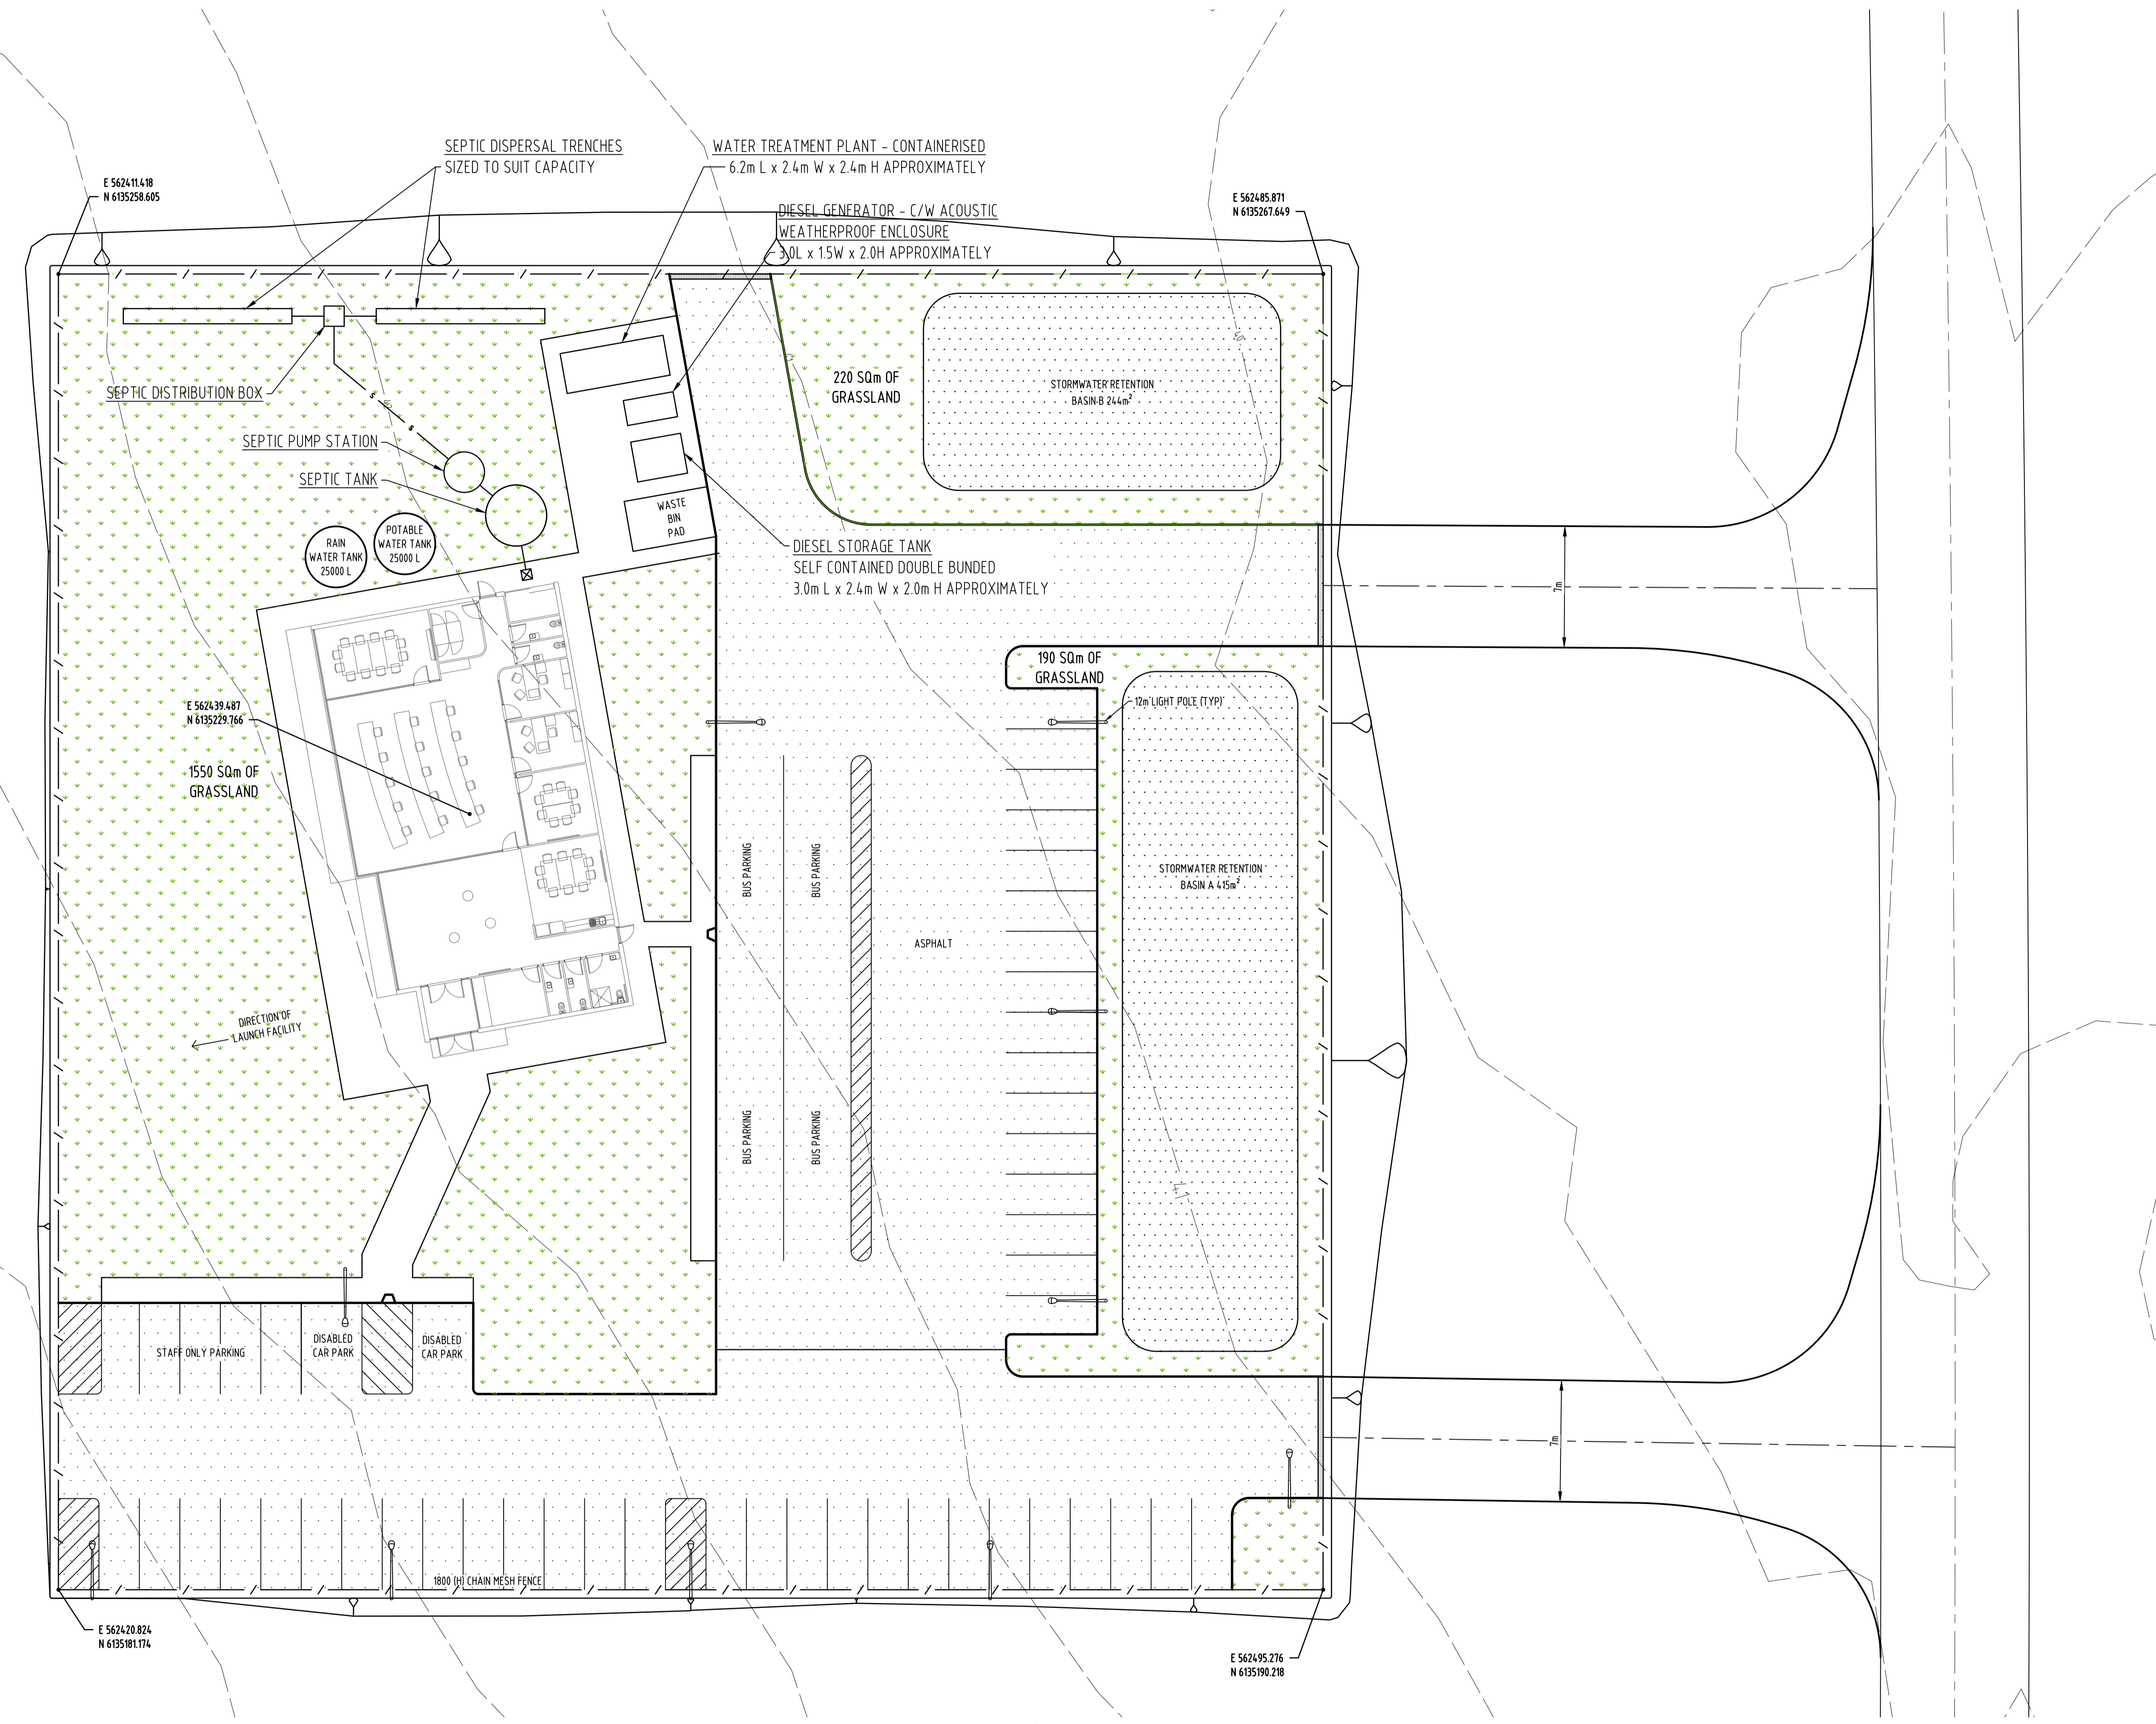 SEPTIC DISPERSAL TRENCHES
SIZED TO SUIT CAPACITY
WATER TREATMENT PLANT - CONTAINERISED
6.2m L x 2.4m W x 2.4m H APPROXIMATELY
E 562411.418
N 6135258.605
E 562485.871
N 6135267.649
DIESEL GENERATOR - C/W ACOUSTIC
WEATHERPROOF ENCLOSURE
3.0L x 1.5W x 2.0H APPROXIMATELY
40
220 SQm OF
GRASSLAND
STORMWATER RETENTION
BASIN B 244m²
SEPTIC DISTRIBUTION BOX
S
S
SEPTIC PUMP STATION
SEPTIC TANK
WASTE
BIN
PAD
RAIN
WATER TANK
25000 L
POTABLE
WATER TANK
25000 L
DIESEL STORAGE TANK
SELF CONTAINED DOUBLE BUNDED
3.0m L x 2.4m W x 2.0m H APPROXIMATELY
7m
190 SQm OF
GRASSLAND
12m LIGHT POLE (TYP)
E 562439.487
N 6135229.766
1550 SQm OF
GRASSLAND
BUS PARKING
BUS PARKING
STORMWATER RETENTION
BASIN A 415m²
ASPHALT
DIRECTION OF
LAUNCH FACILITY
BUS PARKING
BUS PARKING
41
STAFF ONLY PARKING
DISABLED
CAR PARK
DISABLED
CAR PARK
7m
1800 (H) CHAIN MESH FENCE
E 562420.824
N 6135181.174
E 562495.276
N 6135190.218